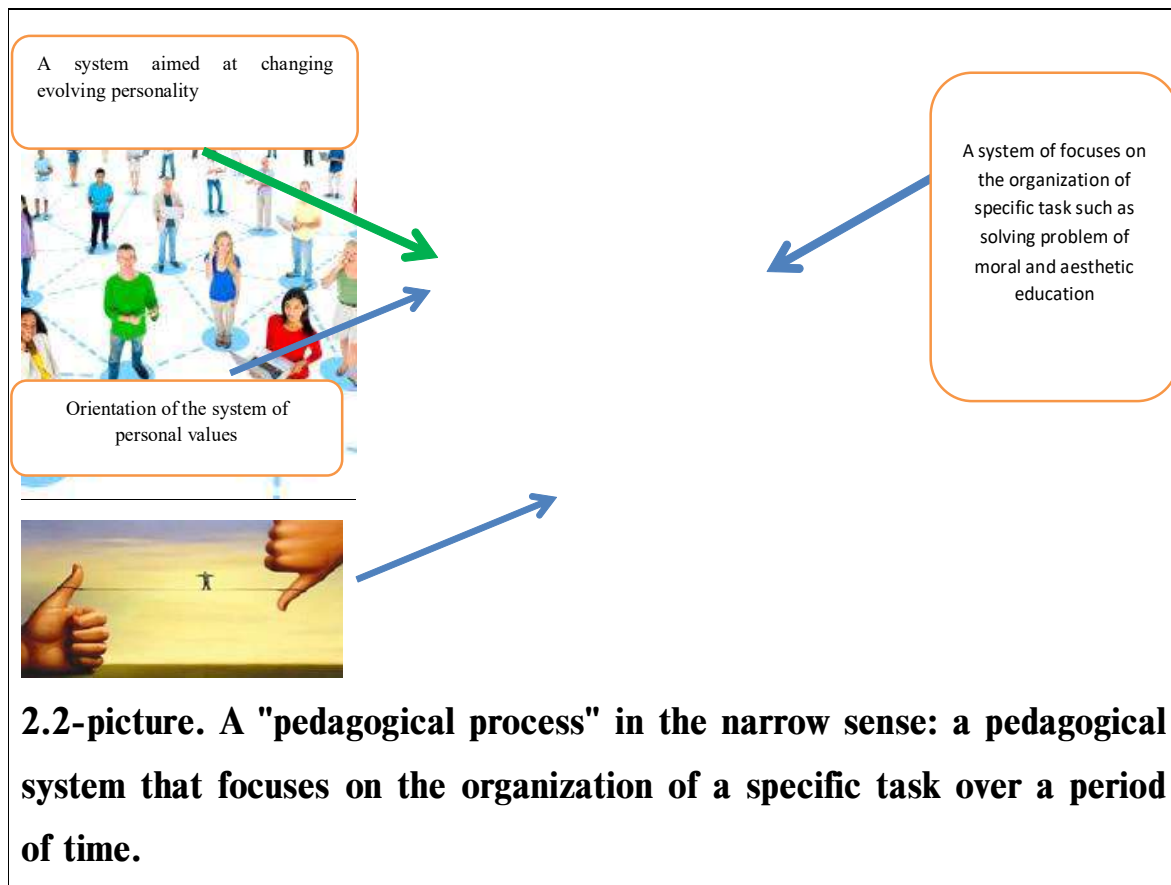 A system aimed at changing
evolving personality
A system of focuses on
the organization of
specific task such as
solving problem of
moral and aesthetic
education
Orientation of the system of
personal values
2.2-picture. A "pedagogical process" in the narrow sense: a pedagogical
system that focuses on the organization of a specific task over a period
of time.